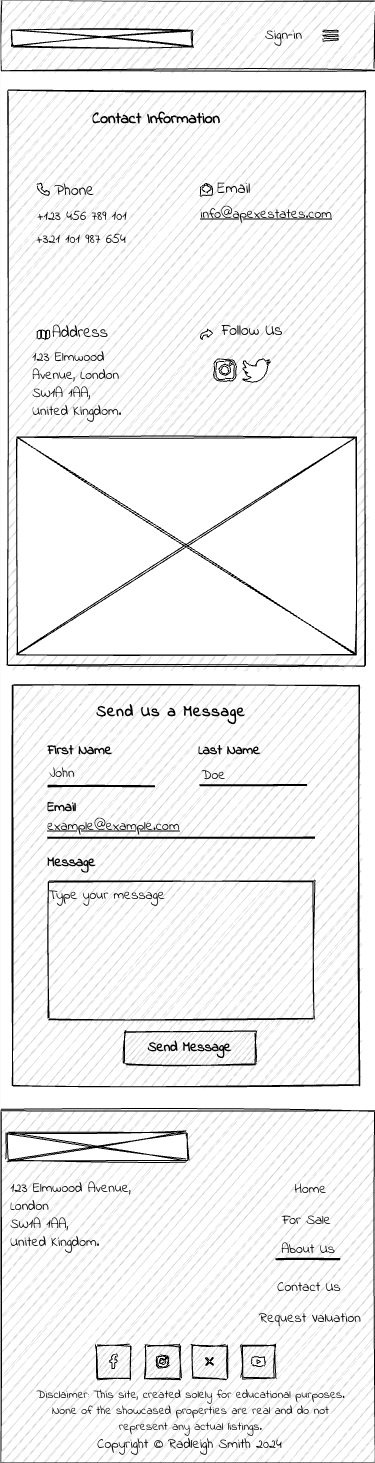 Sign-in
Contact Information
Phone
+123 456 789 101
+321 101 987 654
Email
info@apexestates.com
Address
123 Elmwood
Avenue, London
SW1A 1AA,
United Kingdom.
Follow Us
Send Us a Message
First Name
Last Name
John
Doe
Email
example@example.com
Message
Type your message
Send Message
123 Elmwood Avenue,
London
SW1A 1AA,
United Kingdom.
Home
For Sale
About Us
Contact Us
Request Valuation
Disclaimer: This site, created solely for educational purposes.
None of the showcased properties are real and do not
represent any actual listings.
Copyright © Radleigh Smith 2024